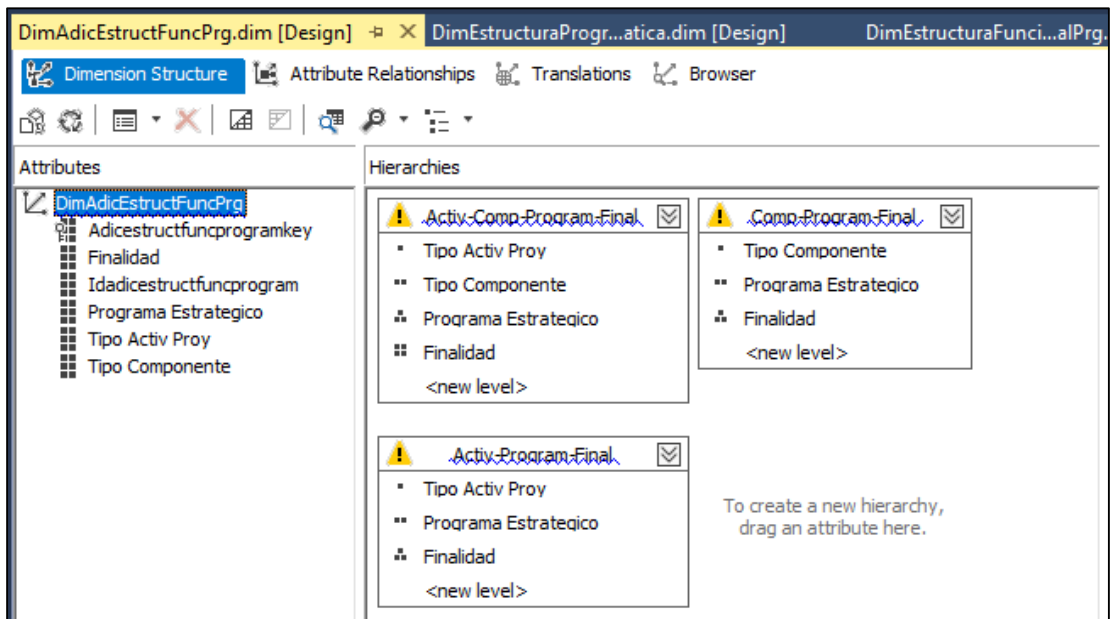 DimAdicEstructFuncPrg.dim [Design]
DimEstructuraProgr...atica.dim [Design]
DimEstructuraFunci...alPrg.
Dimension Structure
Attribute Relationships
Translations
Browser
Attributes
DimAdicEstructFuncPrg
Adicestructfuncprogramkey
Finalidad
Idadicestructfuncprogram
Programa Estrategico
Tipo Activ Proy
Tipo Componente
Hierarchies
Activ-Comp-Program-Final
Tipo Activ Proy
Tipo Componente
Programa Estrategico
Finalidad
<new level>
Comp-Program-Final
Tipo Componente
Programa Estrategico
Finalidad
<new level>
Activ-Program-Final
Tipo Activ Proy
Programa Estrategico
Finalidad
<new level>
To create a new hierarchy,
drag an attribute here.